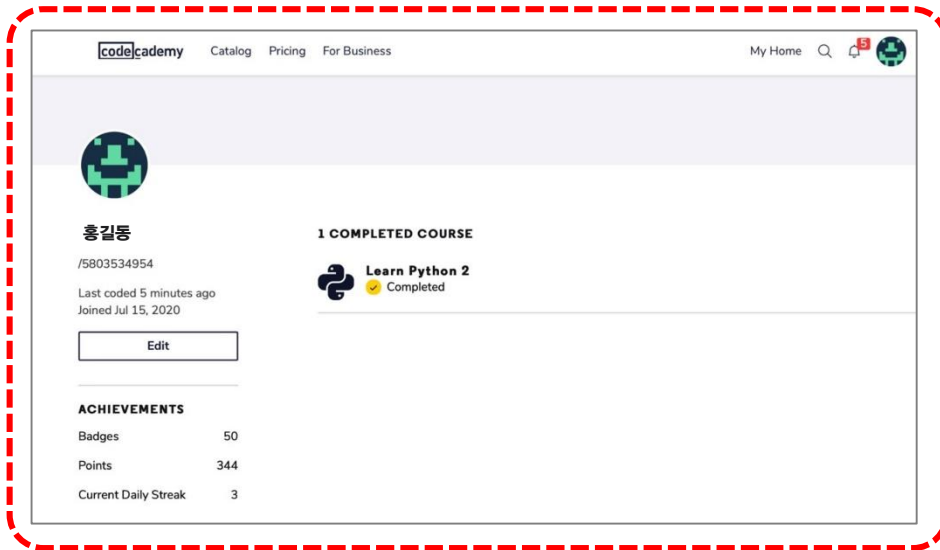 codecademy Catalog Pricing For Business My Home 5
홍길동
/5803534954
Last coded 5 minutes ago
Joined Jul 15, 2020
Edit
ACHIEVEMENTS
Badges 50
Points 344
Current Daily Streak 3
1 COMPLETED COURSE
Learn Python 2
Completed